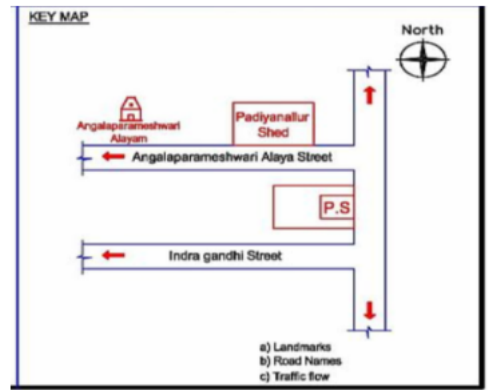 KEY MAP
North
Angalaparameshwari
Alayam
Padiyanallur
Shed
Angalaparameshwari Alaya Street
P.S
Indra gandhi Street
a) Landmarks
b) Road Names
c) Traffic flow